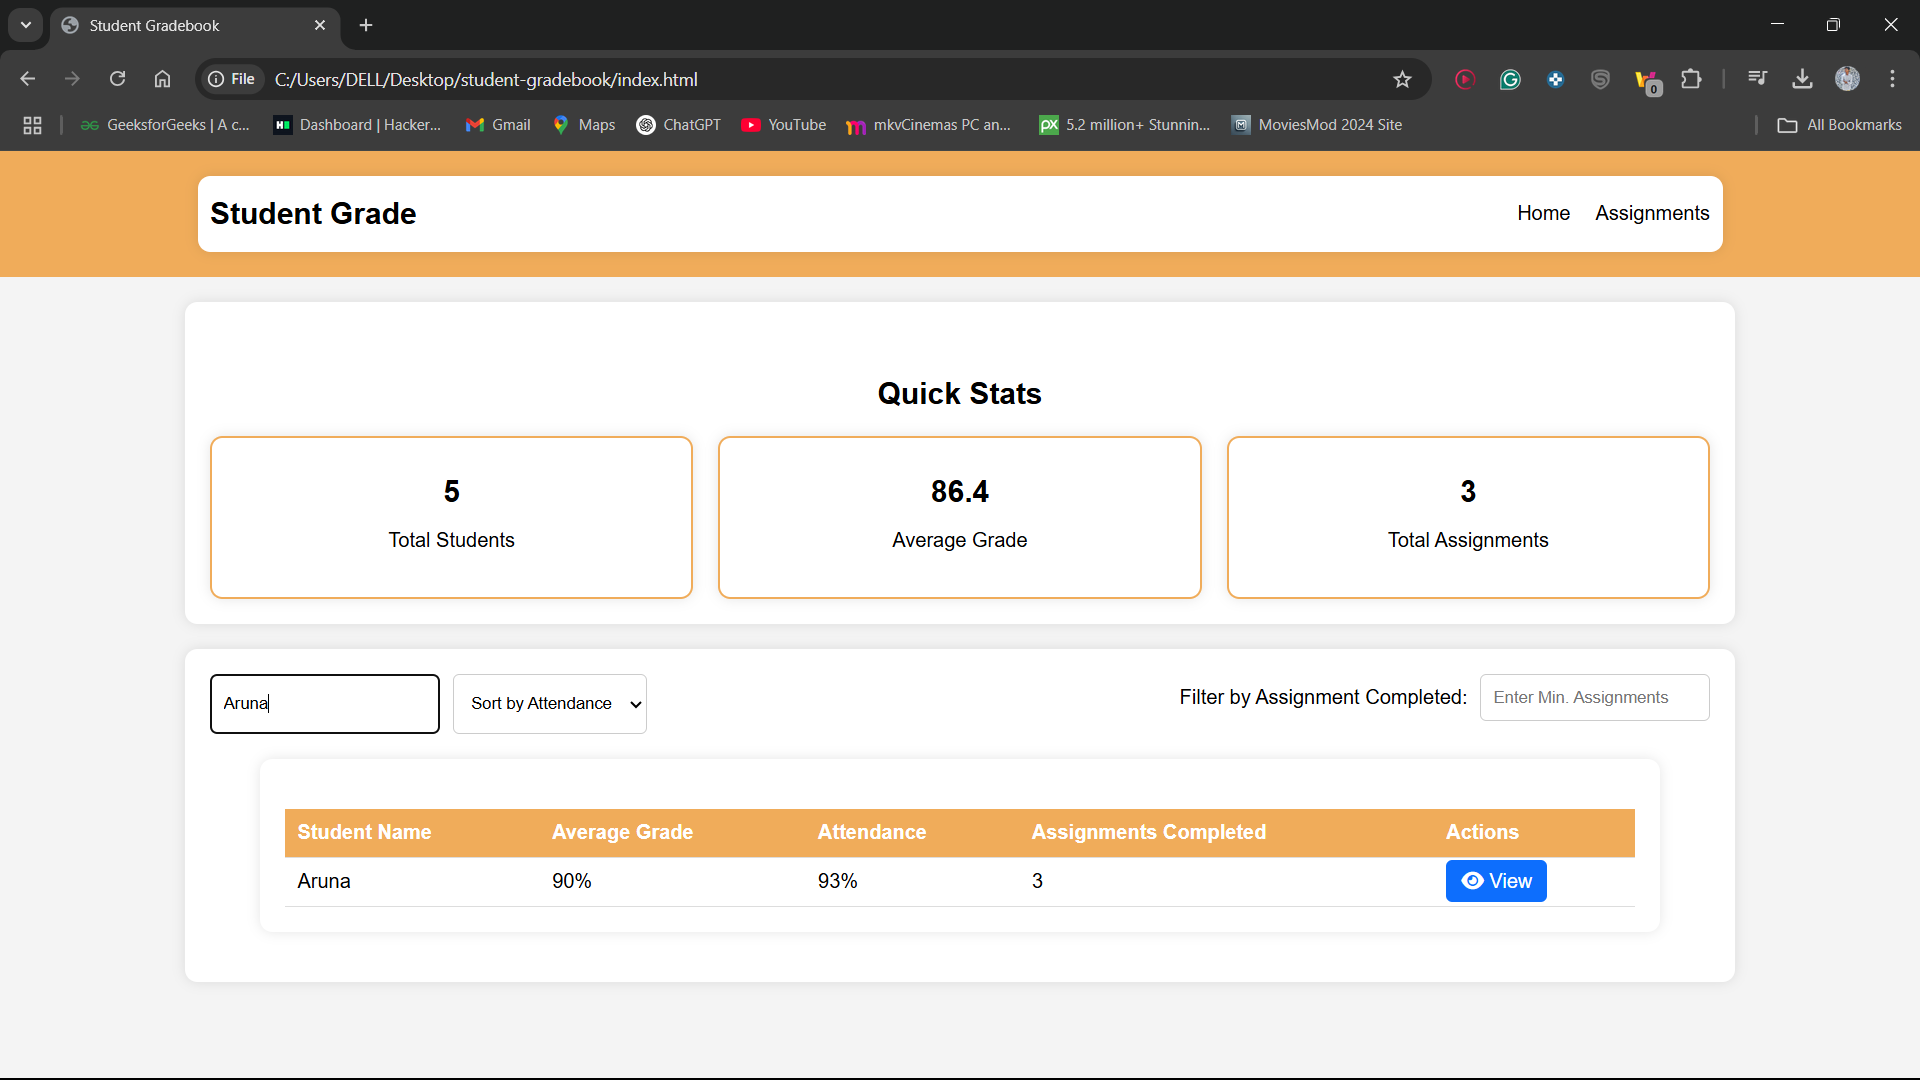 Student Gradebook
File C:/Users/DELL/Desktop/student-gradebook/index.html
0
GeeksforGeeks | A c... Dashboard | Hacker... Gmail Maps ChatGPT YouTube mkvCinemas PC an... 5.2 million+ Stunnin... MoviesMod 2024 Site All Bookmarks
Student Grade
Home Assignments
Quick Stats
5
Total Students
86.4
Average Grade
3
Total Assignments
Aruna Sort by Attendance Filter by Assignment Completed: Enter Min. Assignments
Student Name Average Grade Attendance Assignments Completed Actions
Aruna 90% 93% 3 View